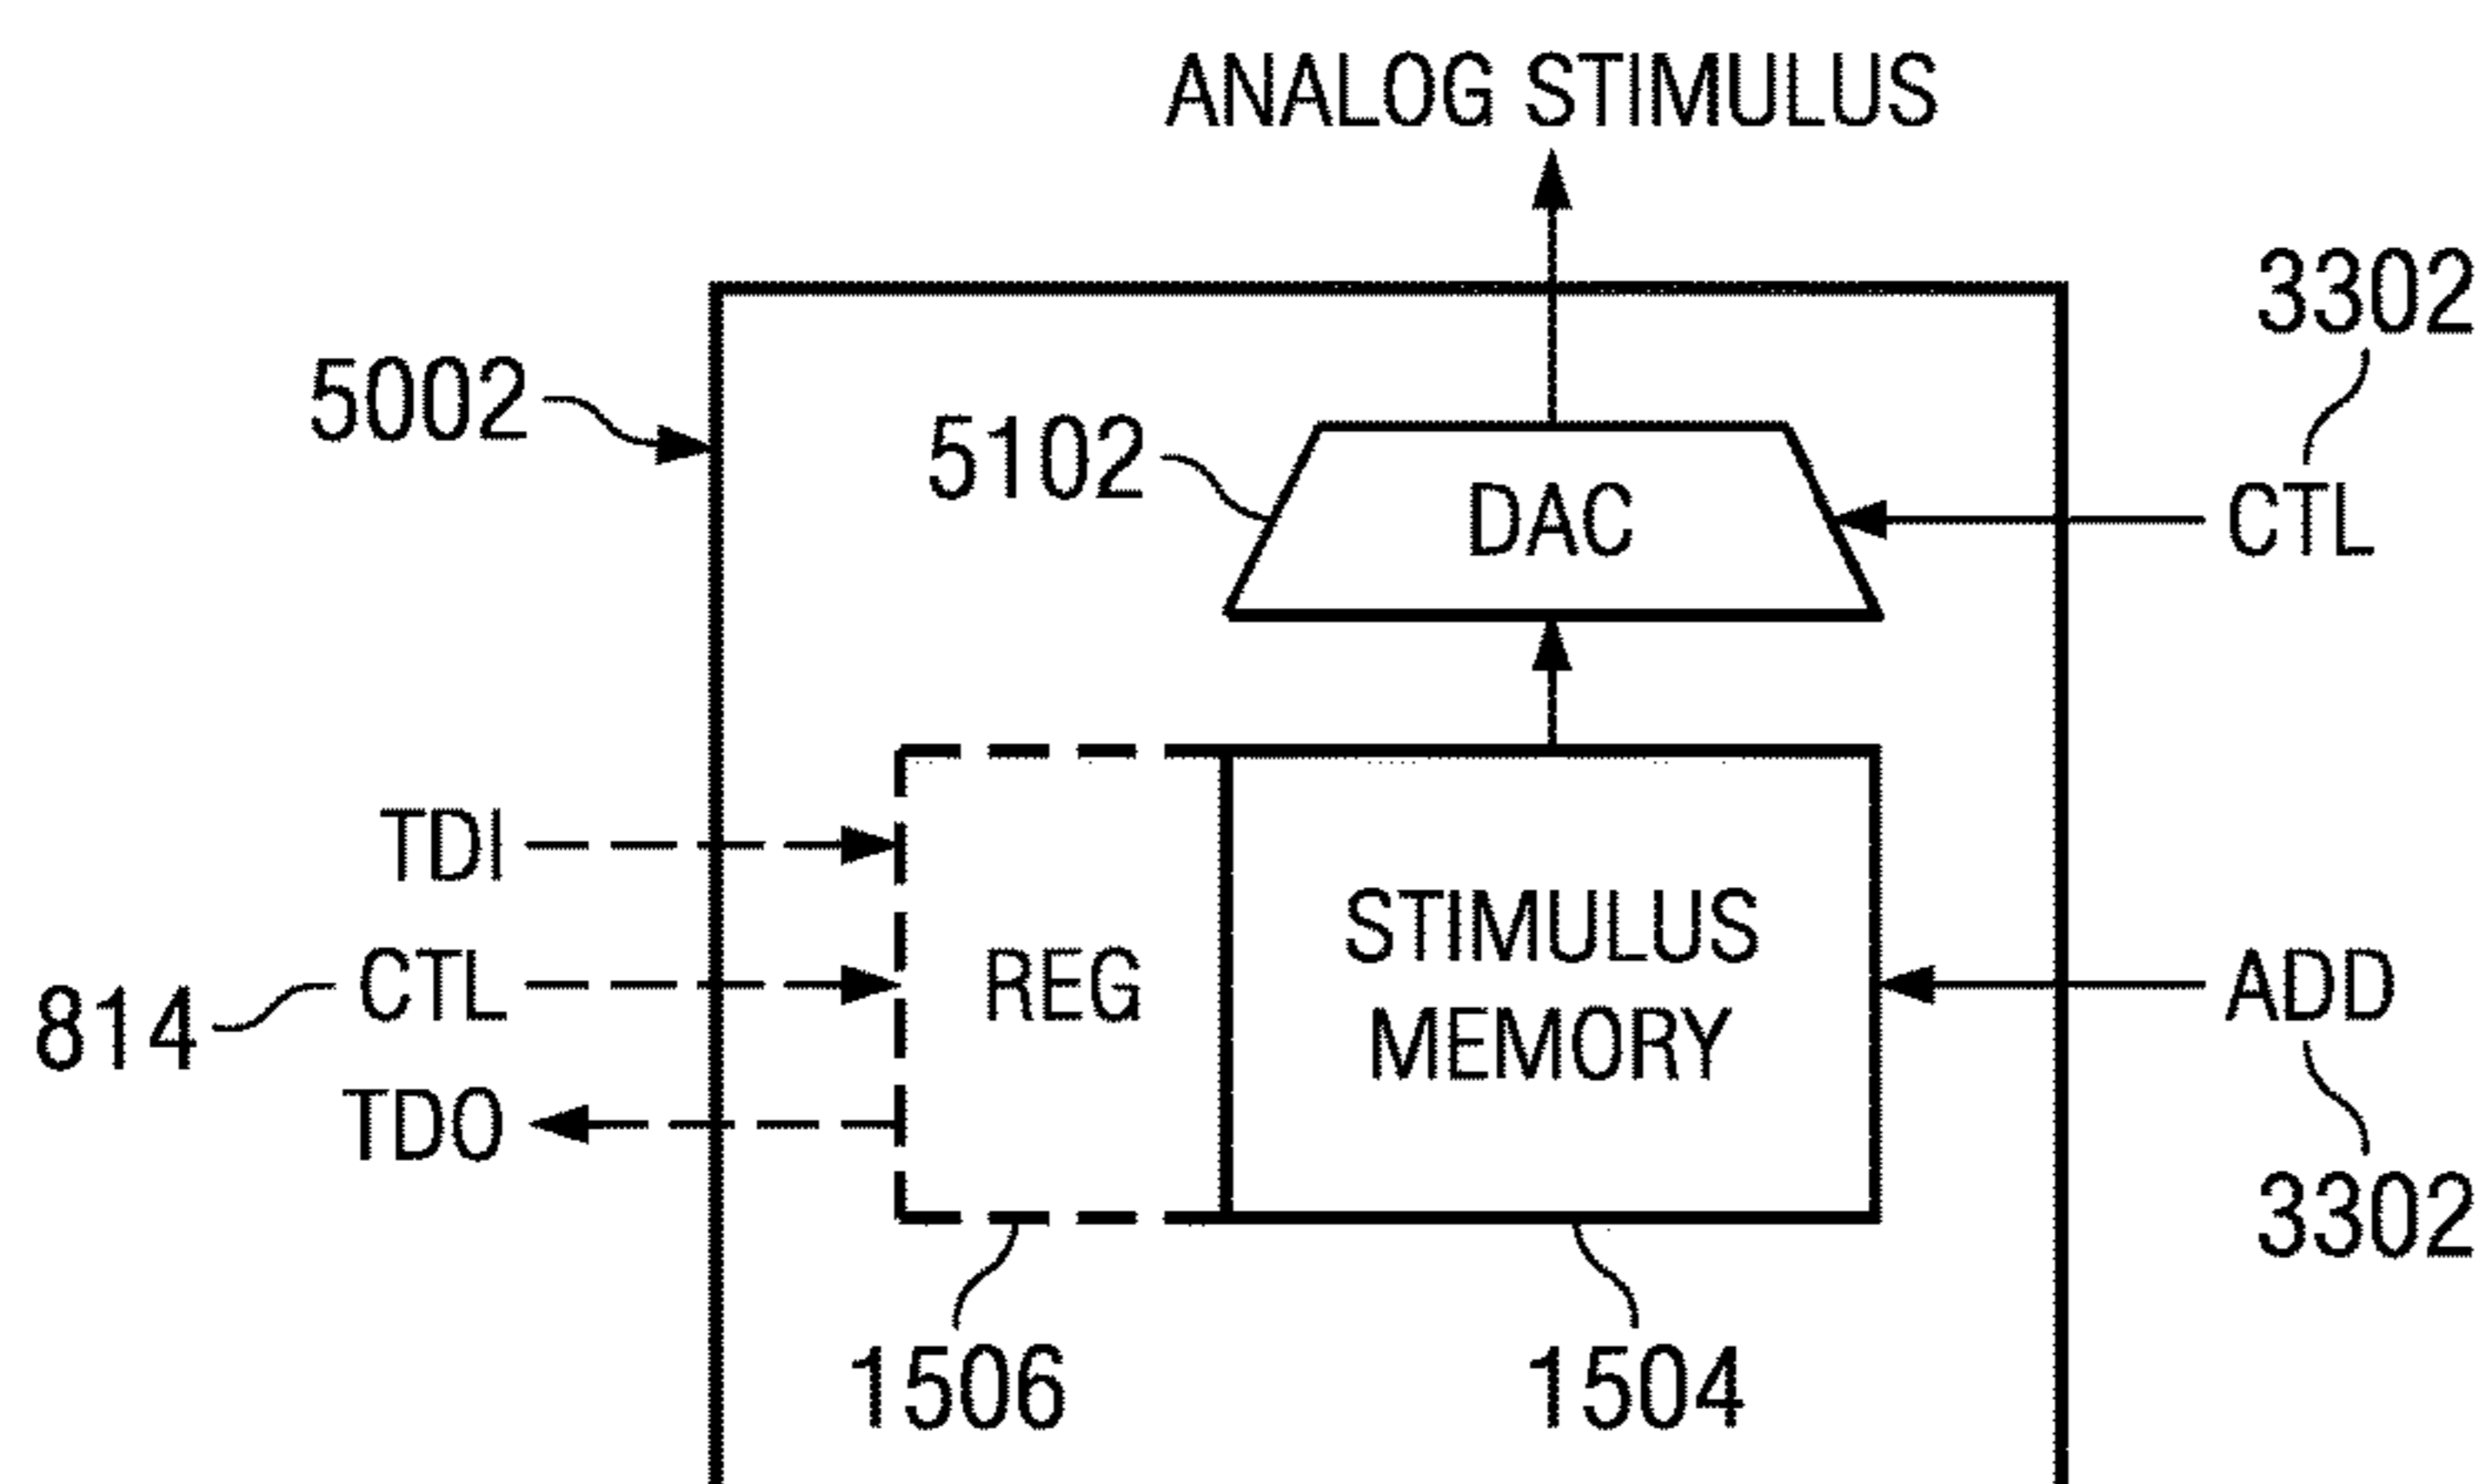 ANALOG STIMULUS
3302
5002
5102
DAC
CTL
TDI
CTL
814
TDO
REG
STIMULUS
MEMORY
ADD
3302
1506
1504